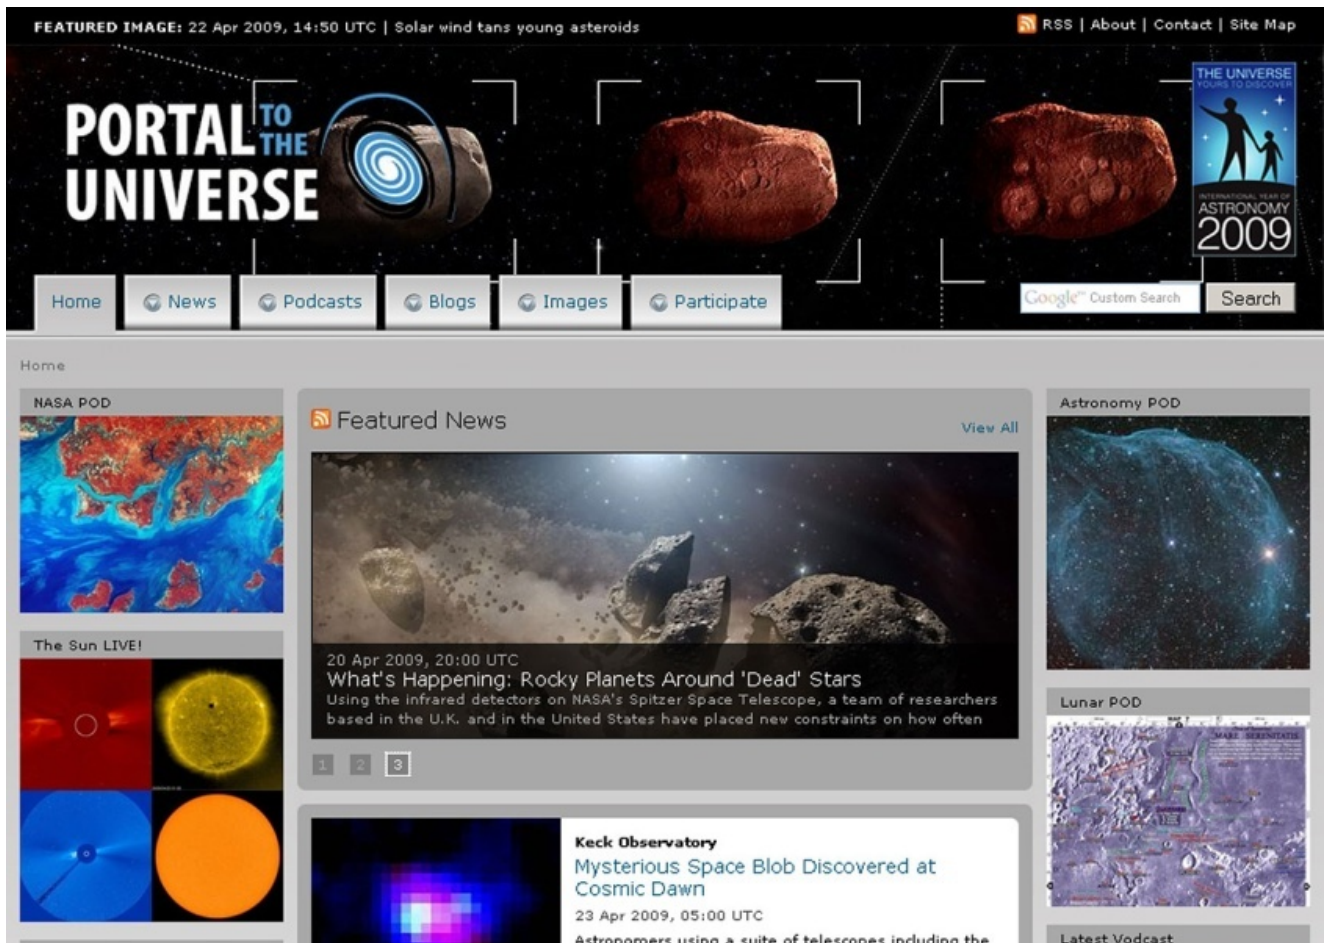 FEATURED IMAGE: 22 Apr 2009, 14:50 UTC | Solar wind tans young asteroids
RSS | About | Contact | Site Map
PORTAL TO THE
UNIVERSE
THE UNIVERSE
YOURS TO DISCOVER
INTERNATIONAL YEAR OF
ASTRONOMY
2009
Home
News
Podcasts
Blogs
Images
Participate
Google™ Custom Search
Search
Home
NASA POD
The Sun LIVE!
Featured News
View All
20 Apr 2009, 20:00 UTC
What's Happening: Rocky Planets Around 'Dead' Stars
Using the infrared detectors on NASA's Spitzer Space Telescope, a team of researchers
based in the U.K. and in the United States have placed new constraints on how often
1 2 3
Keck Observatory
Mysterious Space Blob Discovered at
Cosmic Dawn
23 Apr 2009, 05:00 UTC
Astronomers using a suite of telescopes including the
Astronomy POD
Lunar POD
MARE SERENITATIS
Latest Vodcast